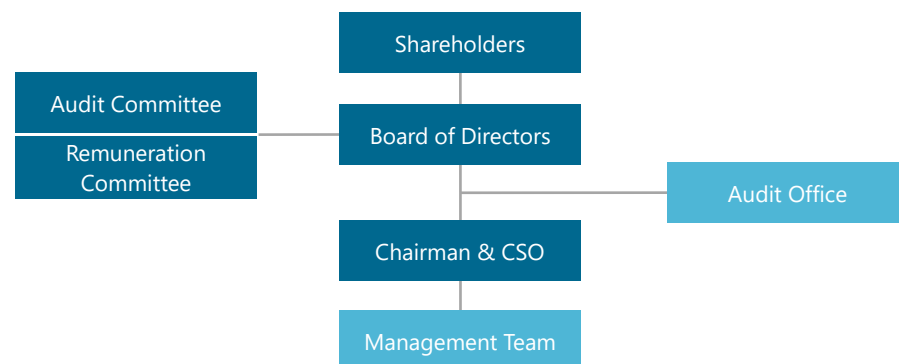 Shareholders
Audit Committee
Board of Directors
Remuneration
Committee
Audit Office
Chairman & CSO
Management Team